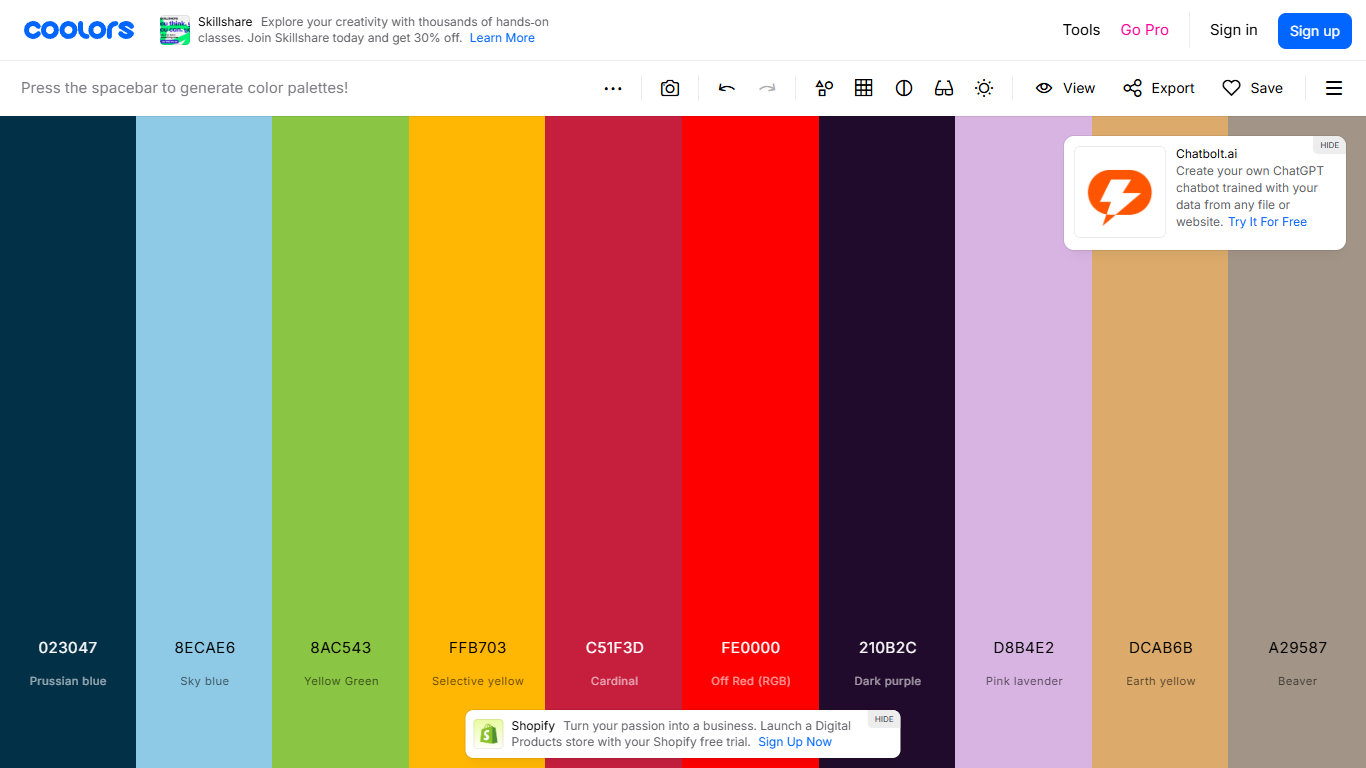 coolors
Skillshare Explore your creativity with thousands of hands-on
classes. Join Skillshare today and get 30% off. Learn More
Tools
Go Pro
Sign in
Sign up
Press the spacebar to generate color palettes!
View
Export
Save
HIDE
Chatbolt.ai
Create your own ChatGPT
chatbot trained with your
data from any file or
website. Try It For Free
023047
8ECAE6
8AC543
FFB703
C51F3D
FE0000
210B2C
D8B4E2
DCAB6B
A29587
Prussian blue
Sky blue
Yellow Green
Selective yellow
Cardinal
Off Red (RGB)
Dark purple
Pink lavender
Earth yellow
Beaver
HIDE
Shopify Turn your passion into a business. Launch a Digital
Products store with your Shopify free trial. Sign Up Now